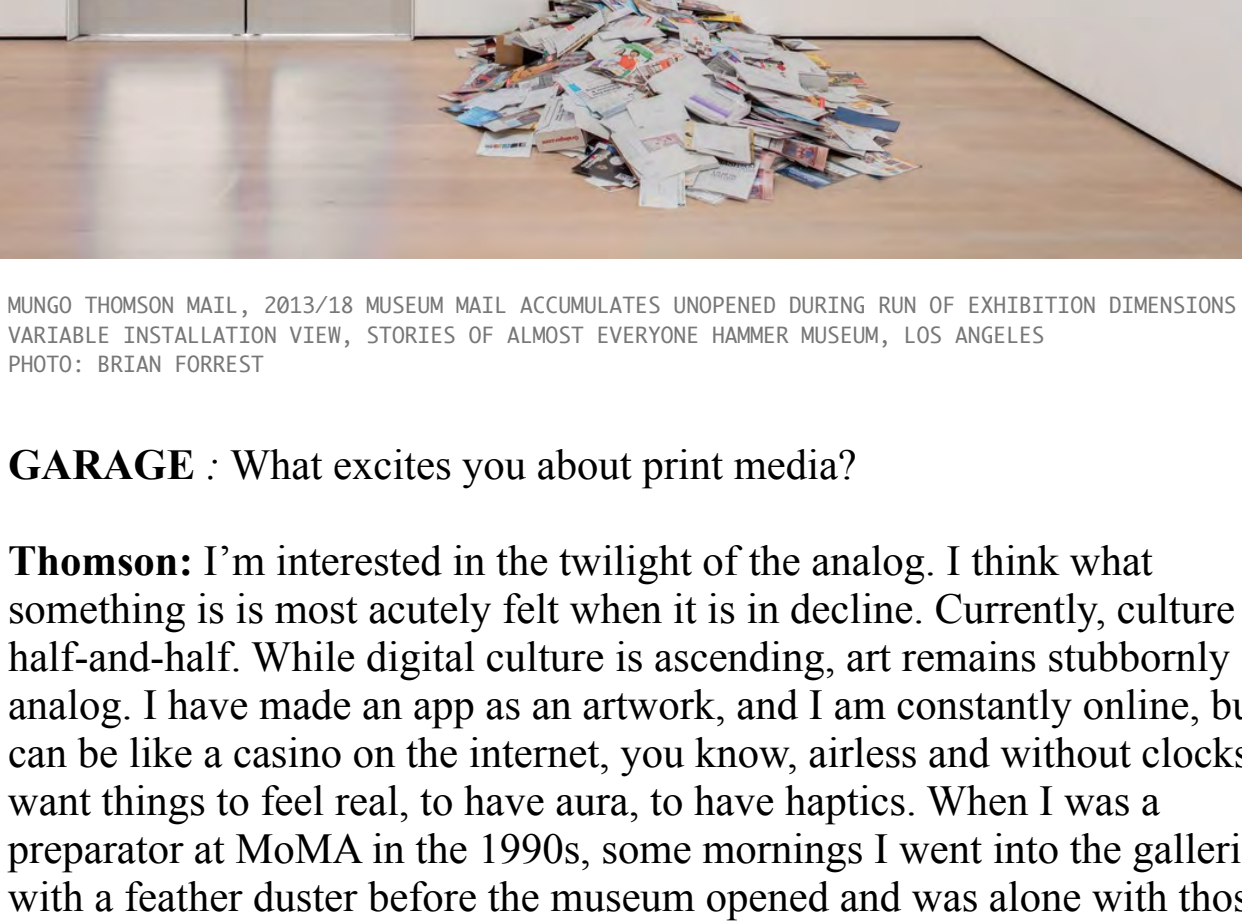 MUNGO THOMSON MAIL, 2013/18 MUSEUM MAIL ACCUMULATES UNOPENED DURING RUN OF EXHIBITION DIMENSIONS
VARIABLE INSTALLATION VIEW, STORIES OF ALMOST EVERYONE HAMMER MUSEUM, LOS ANGELES
PHOTO: BRIAN FORREST
GARAGE : What excites you about print media?
Thomson: I’m interested in the twilight of the analog. I think what
something is is most acutely felt when it is in decline. Currently, culture
half-and-half. While digital culture is ascending, art remains stubbornly
analog. I have made an app as an artwork, and I am constantly online,
can be like a casino on the internet, you know, airless and without clocks
want things to feel real, to have aura, to have haptics. When I was a
preparator at MoMA in the 1990s, some mornings I went into the
with a feather duster before the museum opened and was alone with